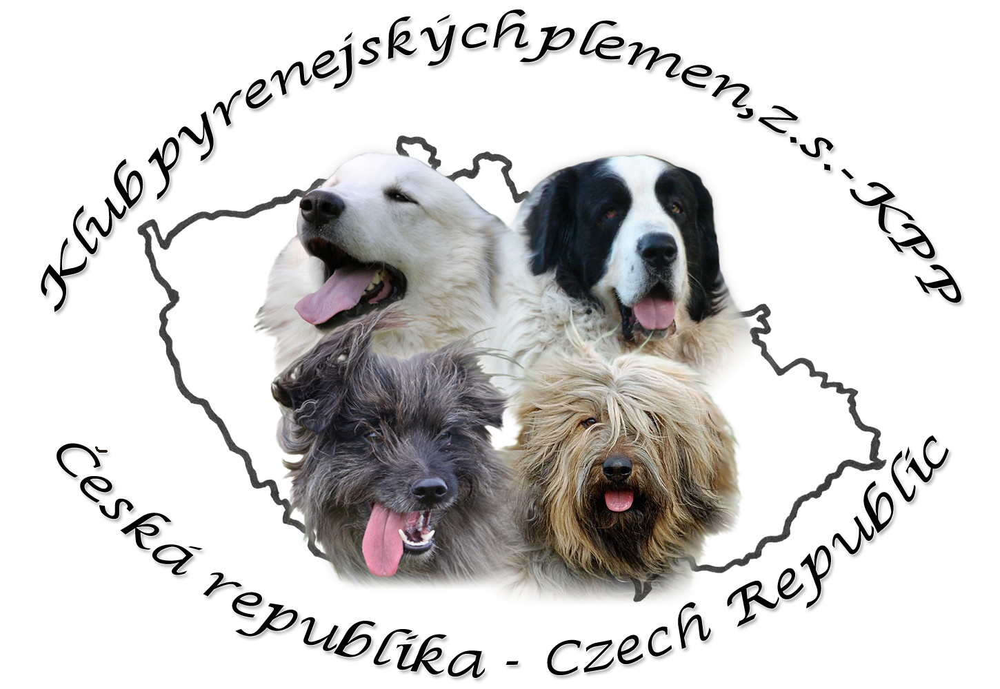 Klub pyrenejských plemen, z.s. - KPP
Česká republika - Czech Republic